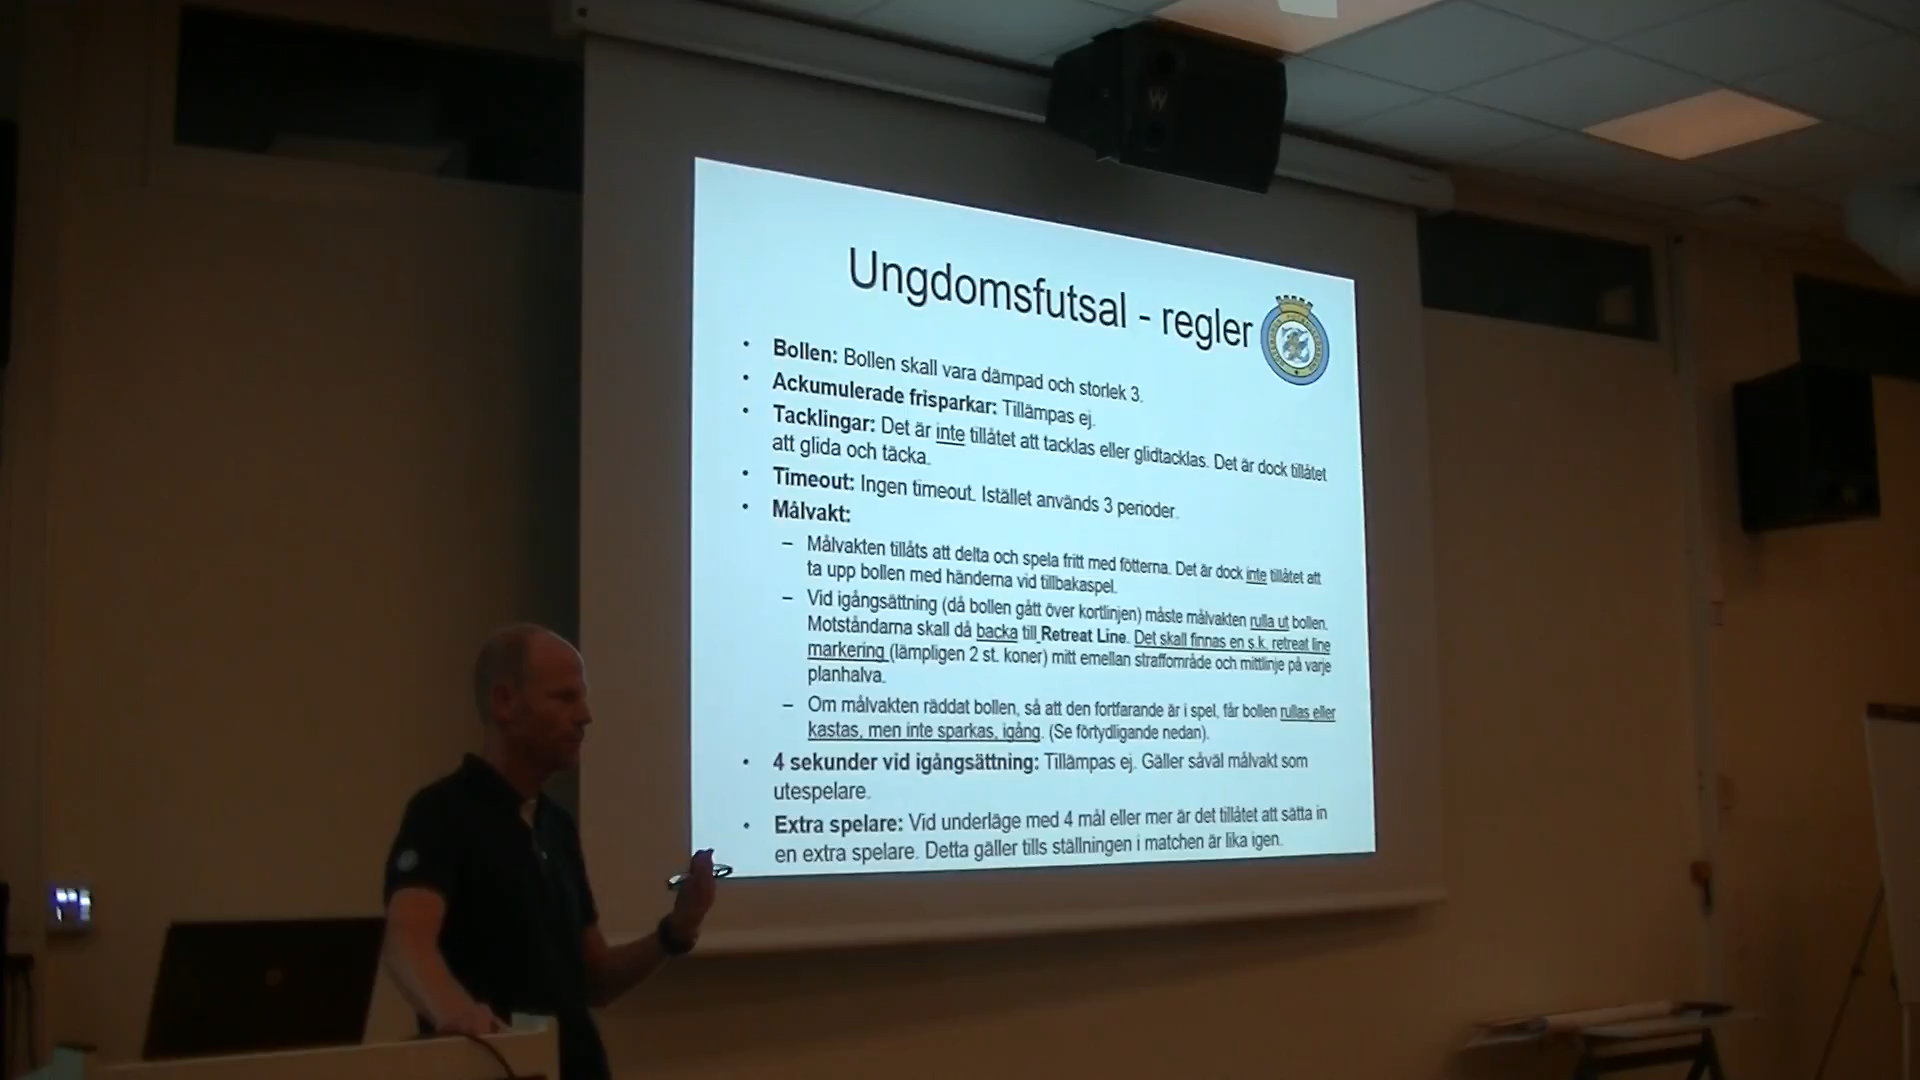 Ungdomsfutsal - regler
• Bollen: Bollen skall vara dämpad och storlek 3.
• Ackumulerade frisparkar: Tillämpas ej.
• Tacklingar: Det är inte tillåtet att tacklas eller glidtacklas. Det är dock tillåtet
att glida och täcka.
• Timeout: Ingen timeout. Istället används 3 perioder.
• Målvakt:
– Målvakten tillåts att delta och spela fritt med fötterna. Det är dock inte tillåtet att
ta upp bollen med händerna vid tillbakaspel.
– Vid igångsättning (då bollen gått över kortlinjen) måste målvakten rulla ut bollen.
Motståndarna skall då backa till Retreat Line. Det skall finnas en s.k. retreat line
markering (lämpligen 2 st. koner) mitt emellan straffområde och mittlinje på varje
planhalva.
– Om målvakten räddat bollen, så att den fortfarande är i spel, får bollen rullas eller
kastas, men inte sparkas, igång. (Se förtydligande nedan).
• 4 sekunder vid igångsättning: Tillämpas ej. Gäller såväl målvakt som
utespelare.
• Extra spelare: Vid underläge med 4 mål eller mer är det tillåtet att sätta in
en extra spelare. Detta gäller tills ställningen i matchen är lika igen.